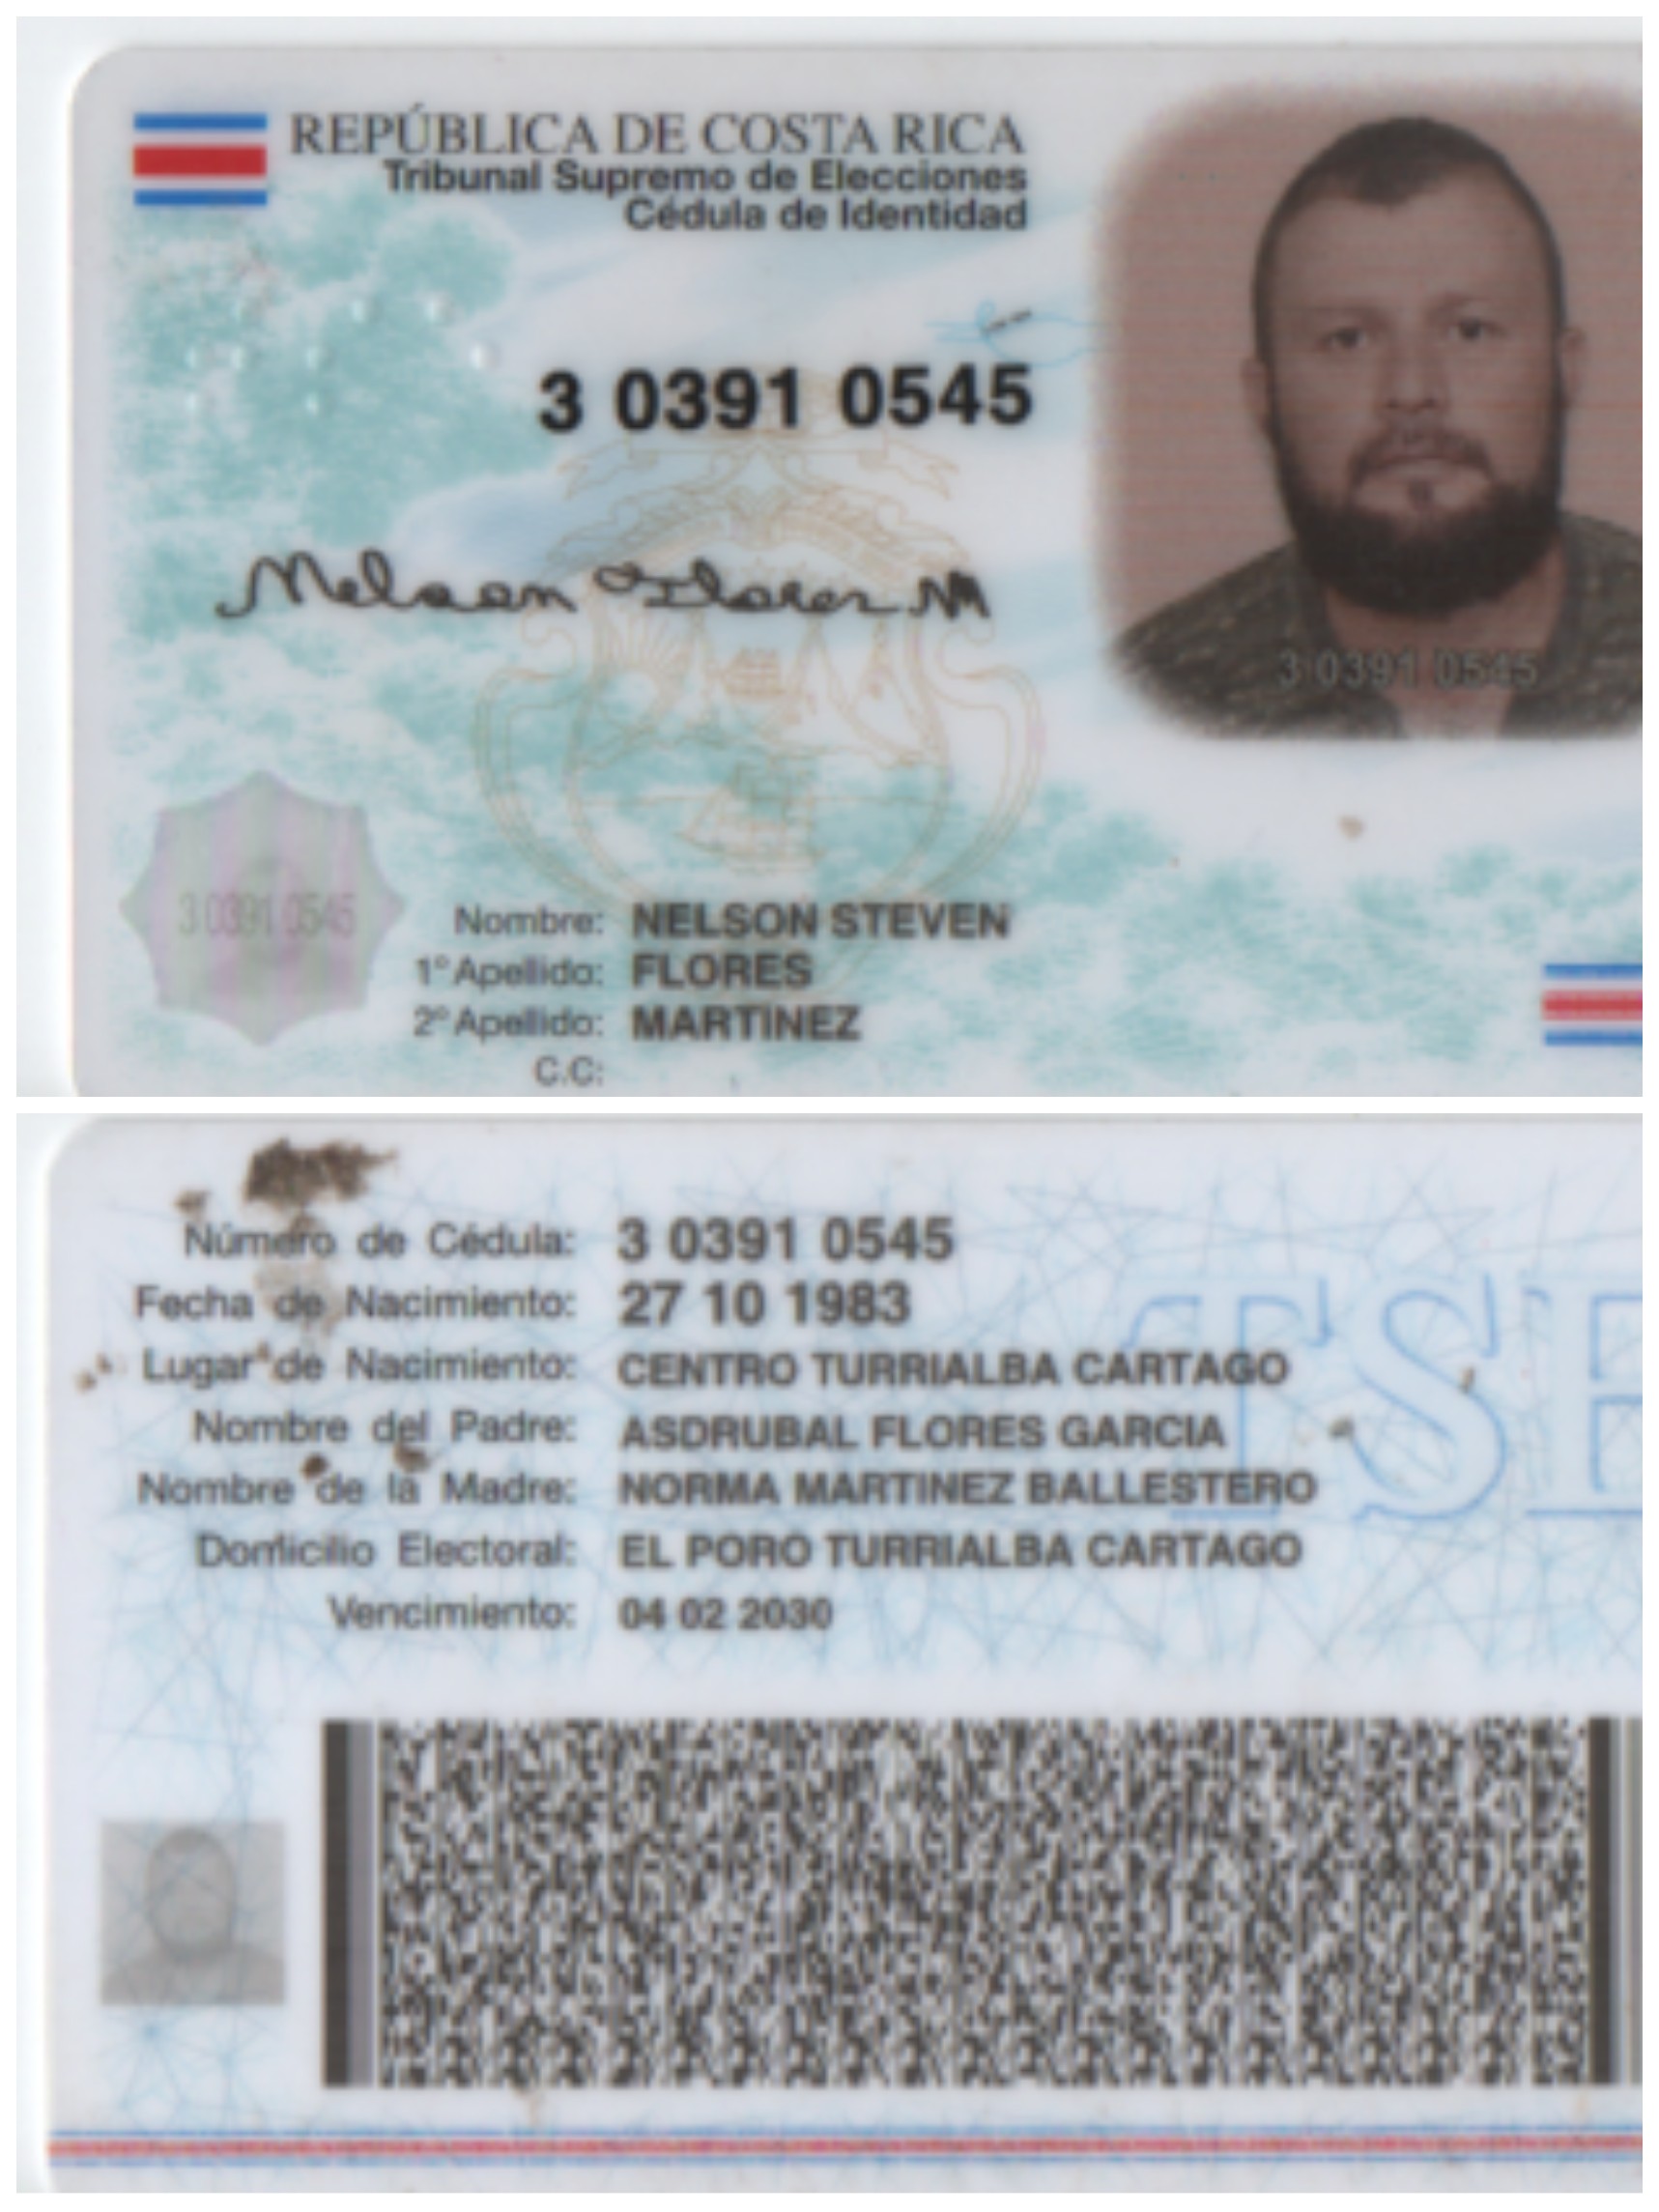 REPÚBLICA DE COSTA RICA
Tribunal Supremo de Elecciones
Cédula de Identidad
3 0391 0545
Nelson Flores M
3 0391 0545
3 0391 0545
Nombre: NELSON STEVEN
1° Apellido: FLORES
2° Apellido: MARTINEZ
C.C:
Número de Cédula: 3 0391 0545
Fecha de Nacimiento: 27 10 1983
Lugar de Nacimiento: CENTRO TURRIALBA CARTAGO
Nombre del Padre: ASDRUBAL FLORES GARCIA
Nombre de la Madre: NORMA MARTINEZ BALLESTERO
Domicilio Electoral: EL PORO TURRIALBA CARTAGO
Vencimiento: 04 02 2030
TSE